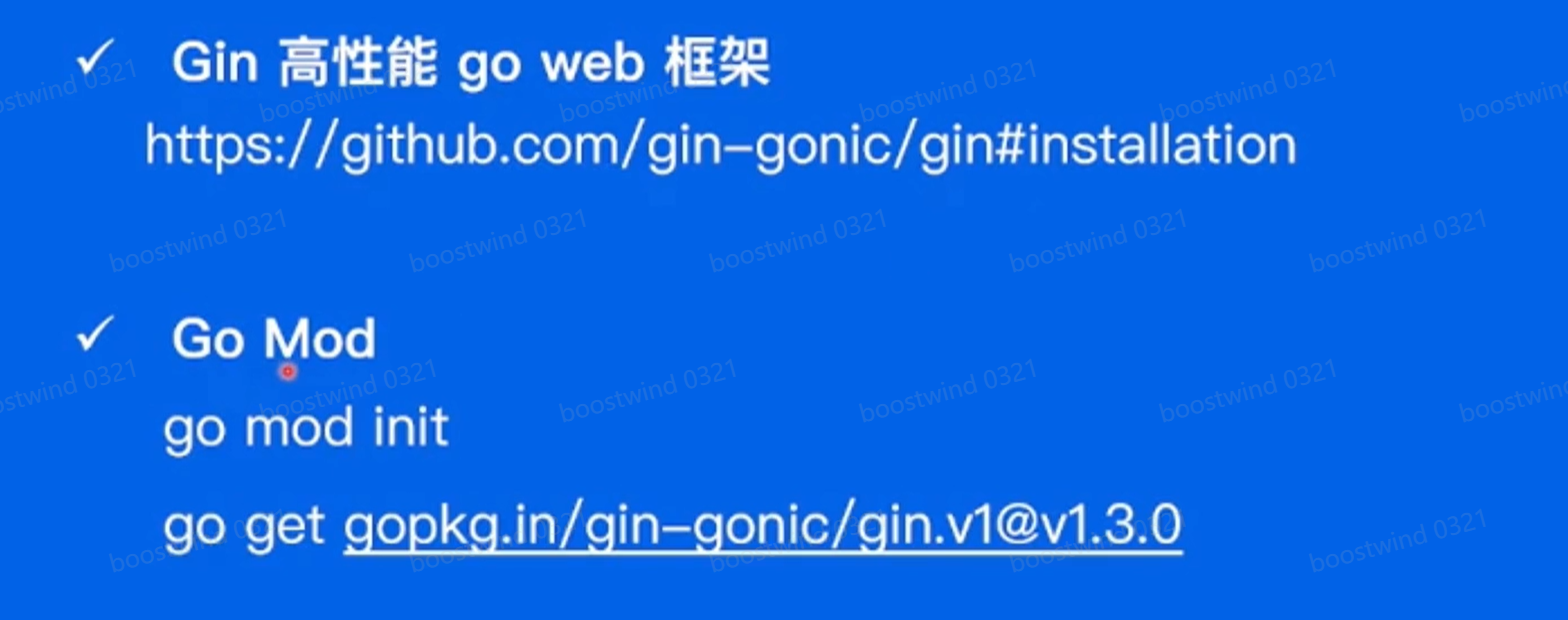 ✓ Gin 高性能 go web 框架
https://github.com/gin-gonic/gin#installation
✓ Go Mod
go mod init
go get gopkg.in/gin-gonic/gin.v1@v1.3.0
boostwind 0321